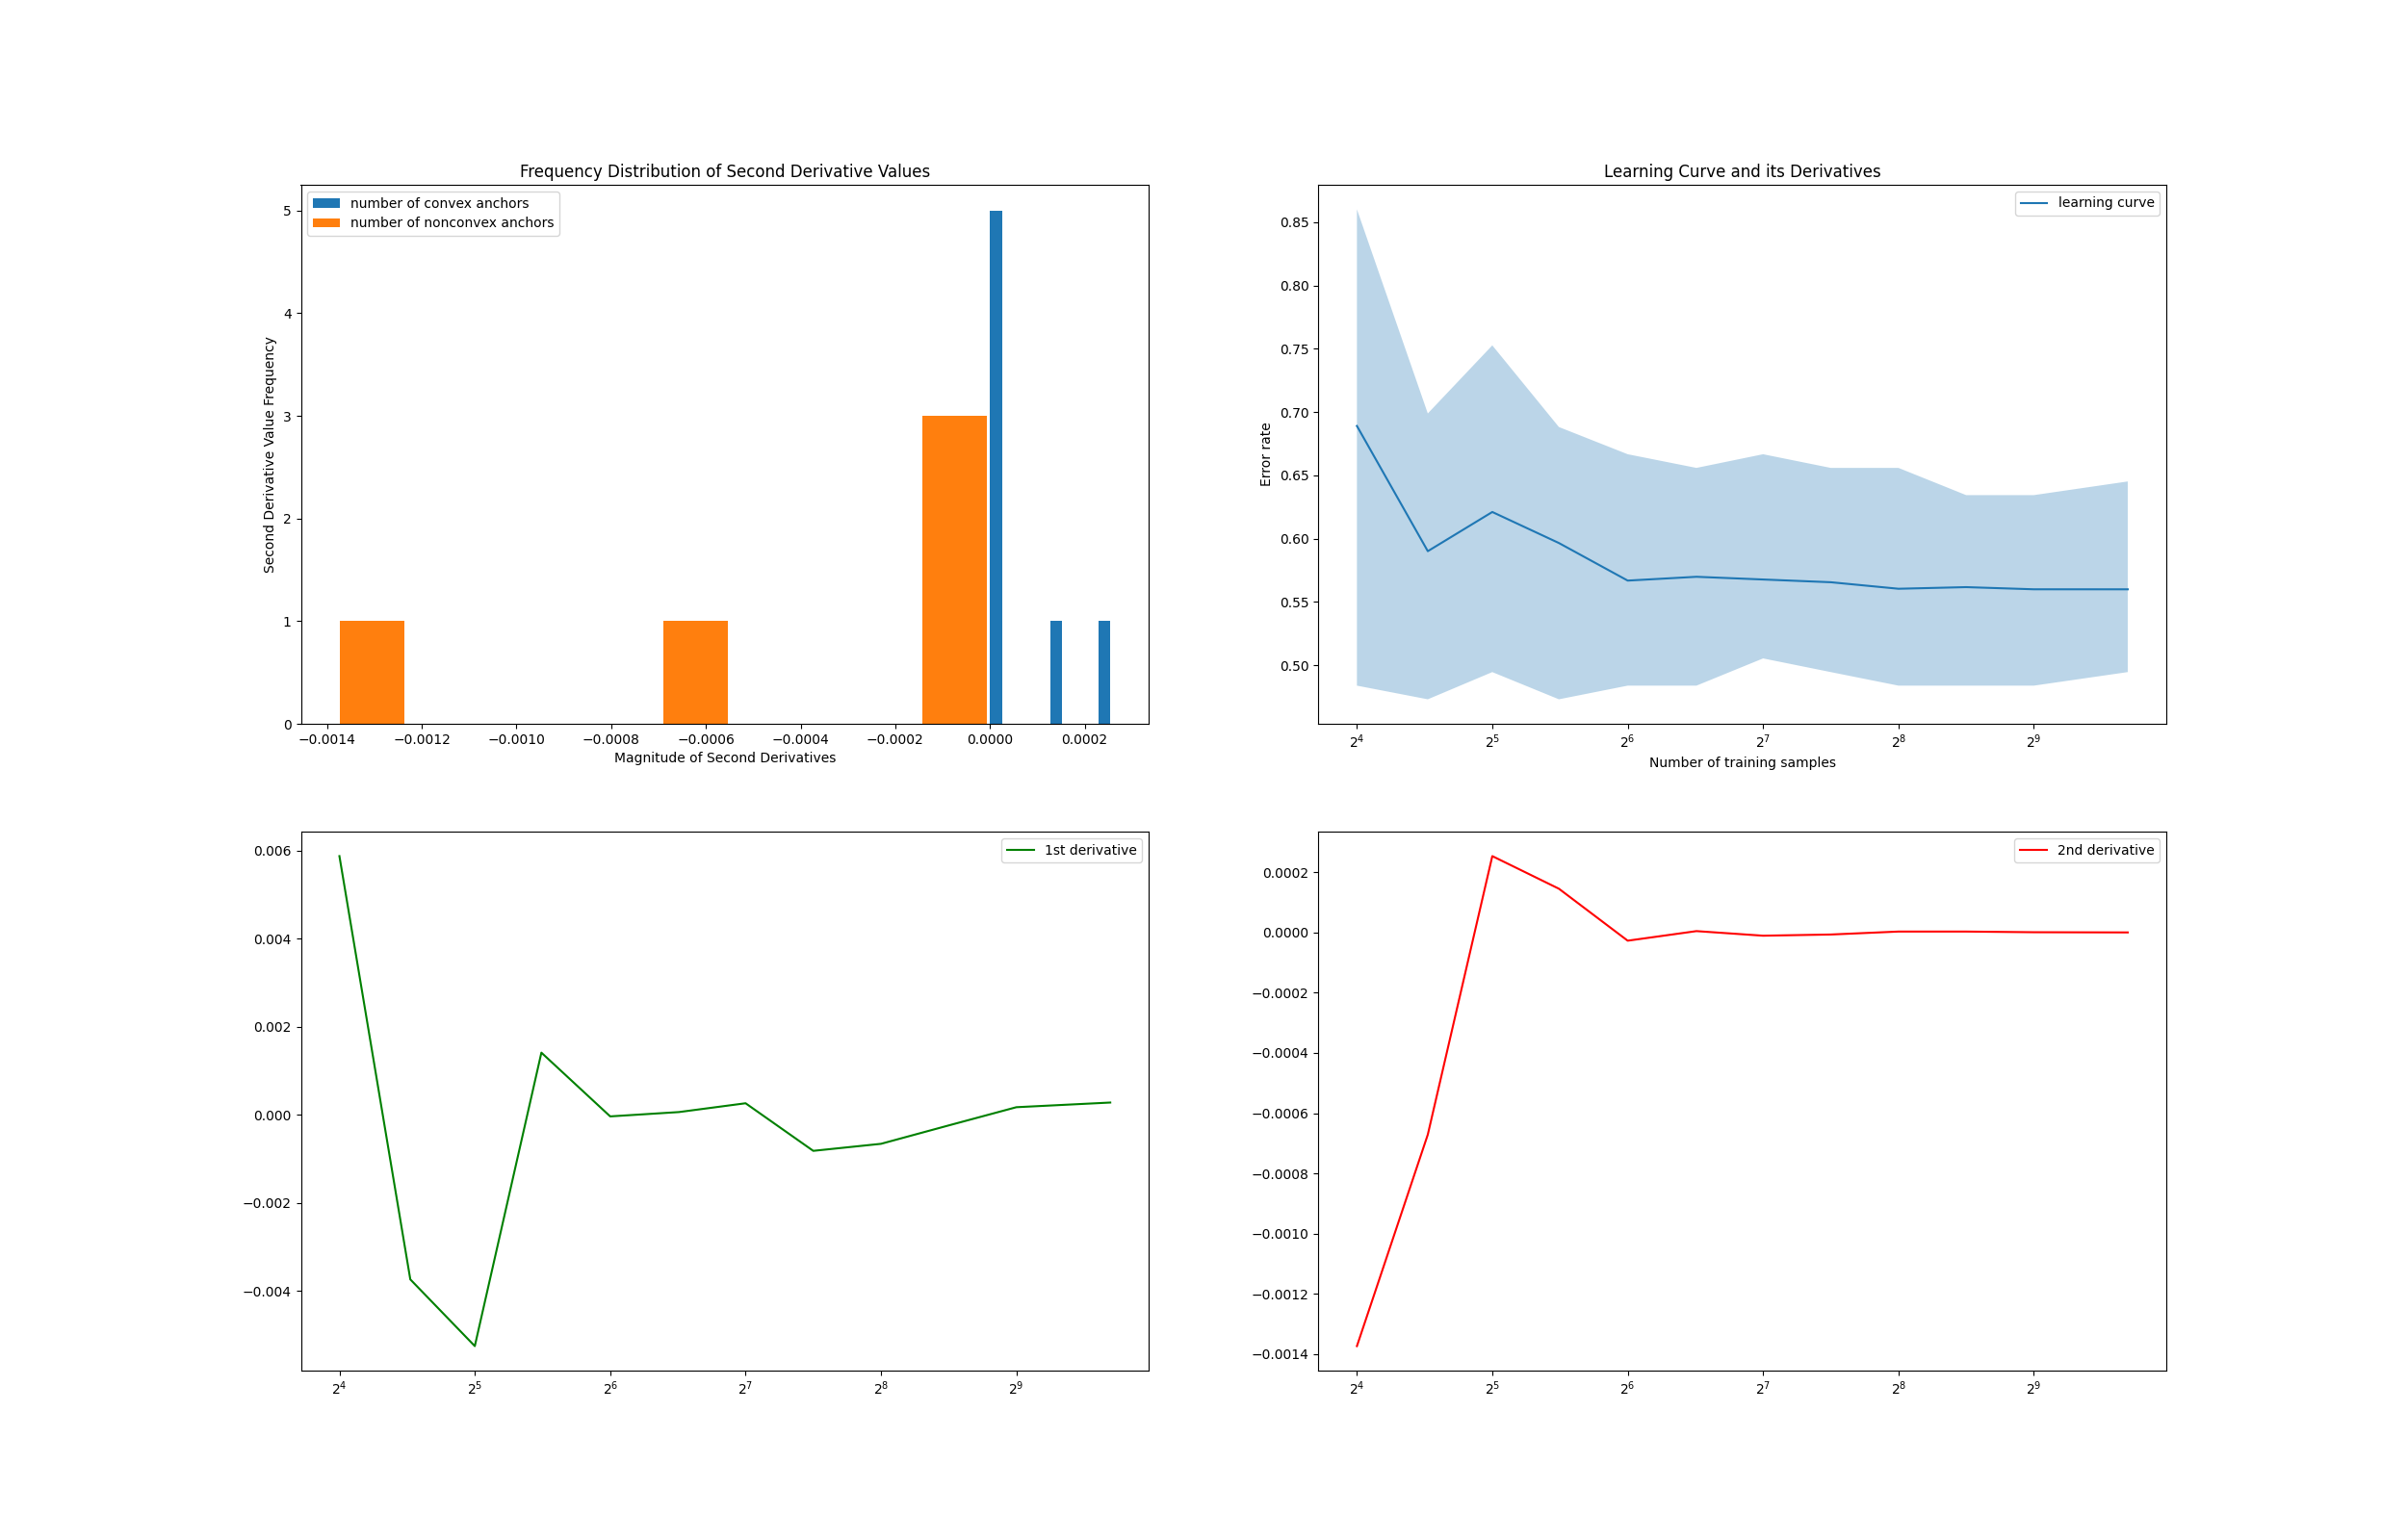 Frequency Distribution of Second Derivative Values
number of convex anchors
number of nonconvex anchors
5
4
3
2
1
0
Second Derivative Value Frequency
−0.0014 −0.0012 −0.0010 −0.0008 −0.0006 −0.0004 −0.0002 0.0000 0.0002
Magnitude of Second Derivatives
Learning Curve and its Derivatives
learning curve
0.85
0.80
0.75
0.70
0.65
0.60
0.55
0.50
Error rate
2⁴ 2⁵ 2⁶ 2⁷ 2⁸ 2⁹
Number of training samples
1st derivative
0.006
0.004
0.002
0.000
−0.002
−0.004
2⁴ 2⁵ 2⁶ 2⁷ 2⁸ 2⁹
2nd derivative
0.0002
0.0000
−0.0002
−0.0004
−0.0006
−0.0008
−0.0010
−0.0012
−0.0014
2⁴ 2⁵ 2⁶ 2⁷ 2⁸ 2⁹